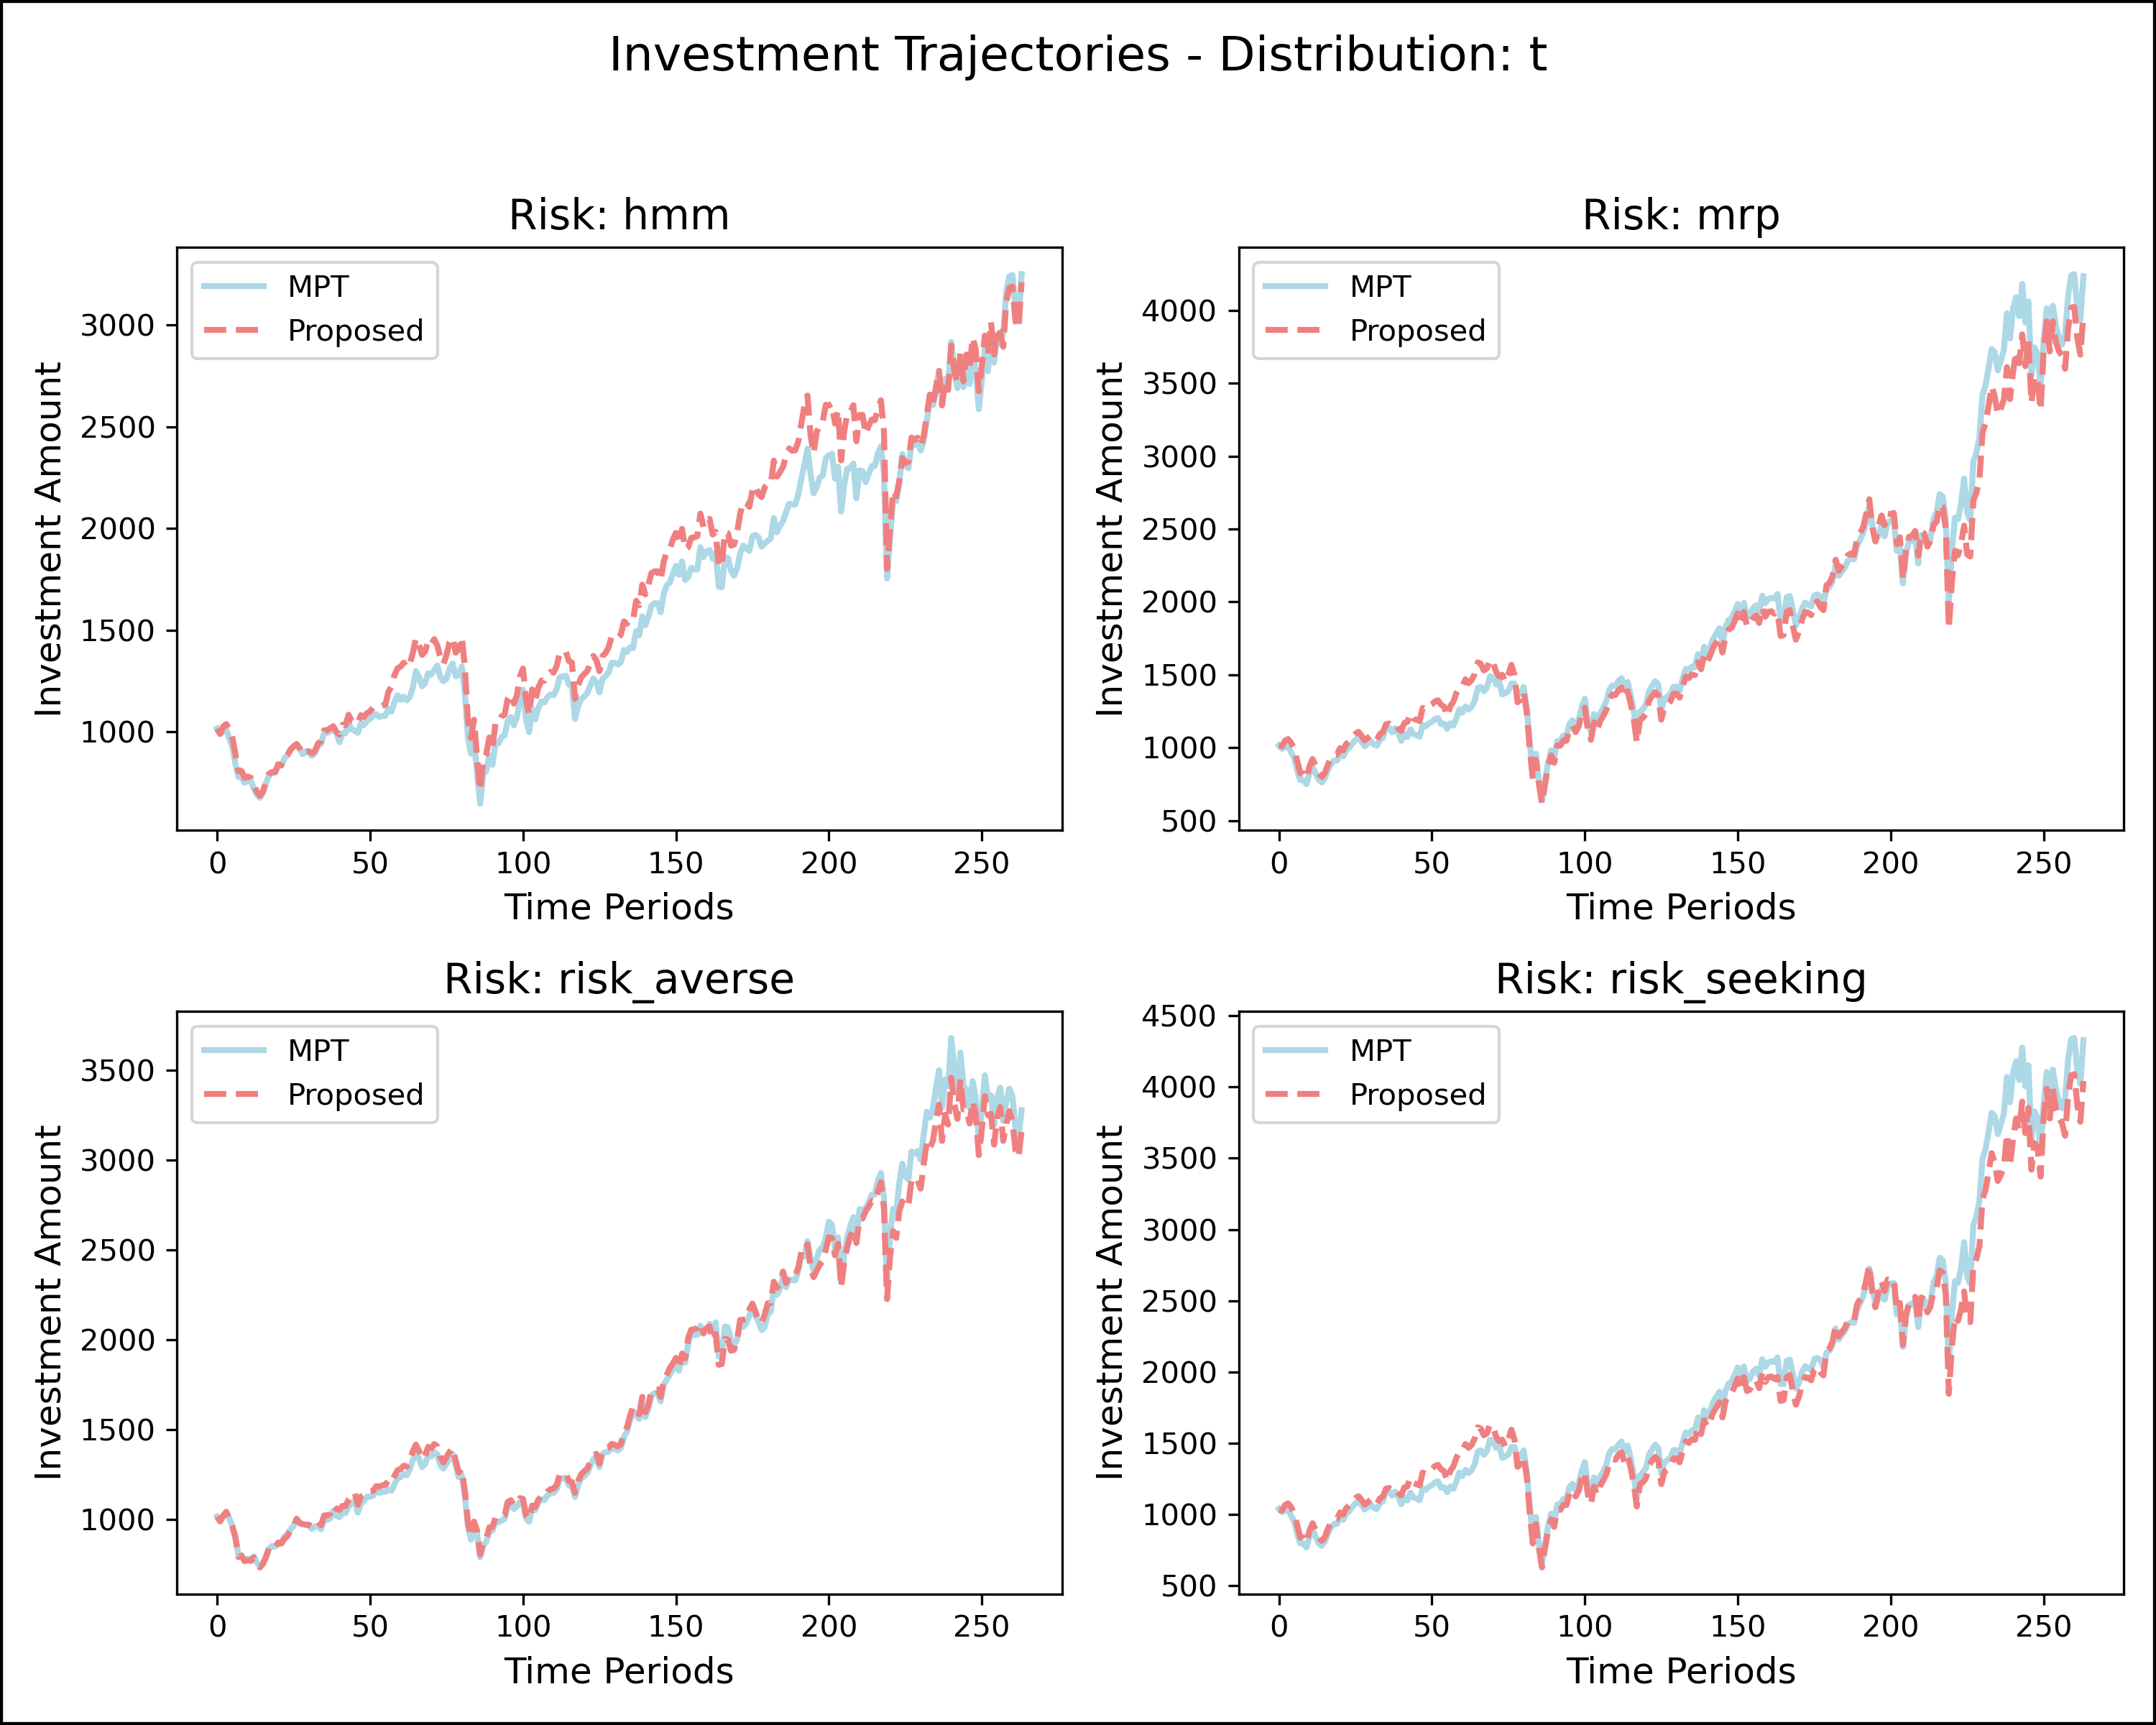 Investment Trajectories - Distribution: t
Risk: hmm
MPT
Proposed
Investment Amount
3000
2500
2000
1500
1000
0 50 100 150 200 250
Time Periods
Risk: mrp
MPT
Proposed
Investment Amount
4000
3500
3000
2500
2000
1500
1000
500
0 50 100 150 200 250
Time Periods
Risk: risk_averse
MPT
Proposed
Investment Amount
3500
3000
2500
2000
1500
1000
0 50 100 150 200 250
Time Periods
Risk: risk_seeking
MPT
Proposed
Investment Amount
4500
4000
3500
3000
2500
2000
1500
1000
500
0 50 100 150 200 250
Time Periods